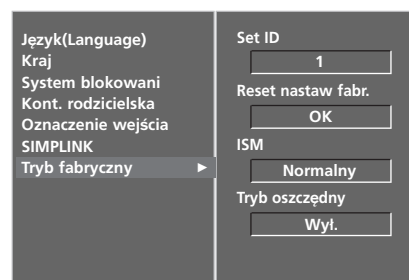 Język(Language)
Kraj
System blokowani
Kont. rodzicielska
Oznaczenie wejścia
SIMPLINK
Tryb fabryczny ►
Set ID
1
Reset nastaw fabr.
OK
ISM
Normalny
Tryb oszczędny
Wył.